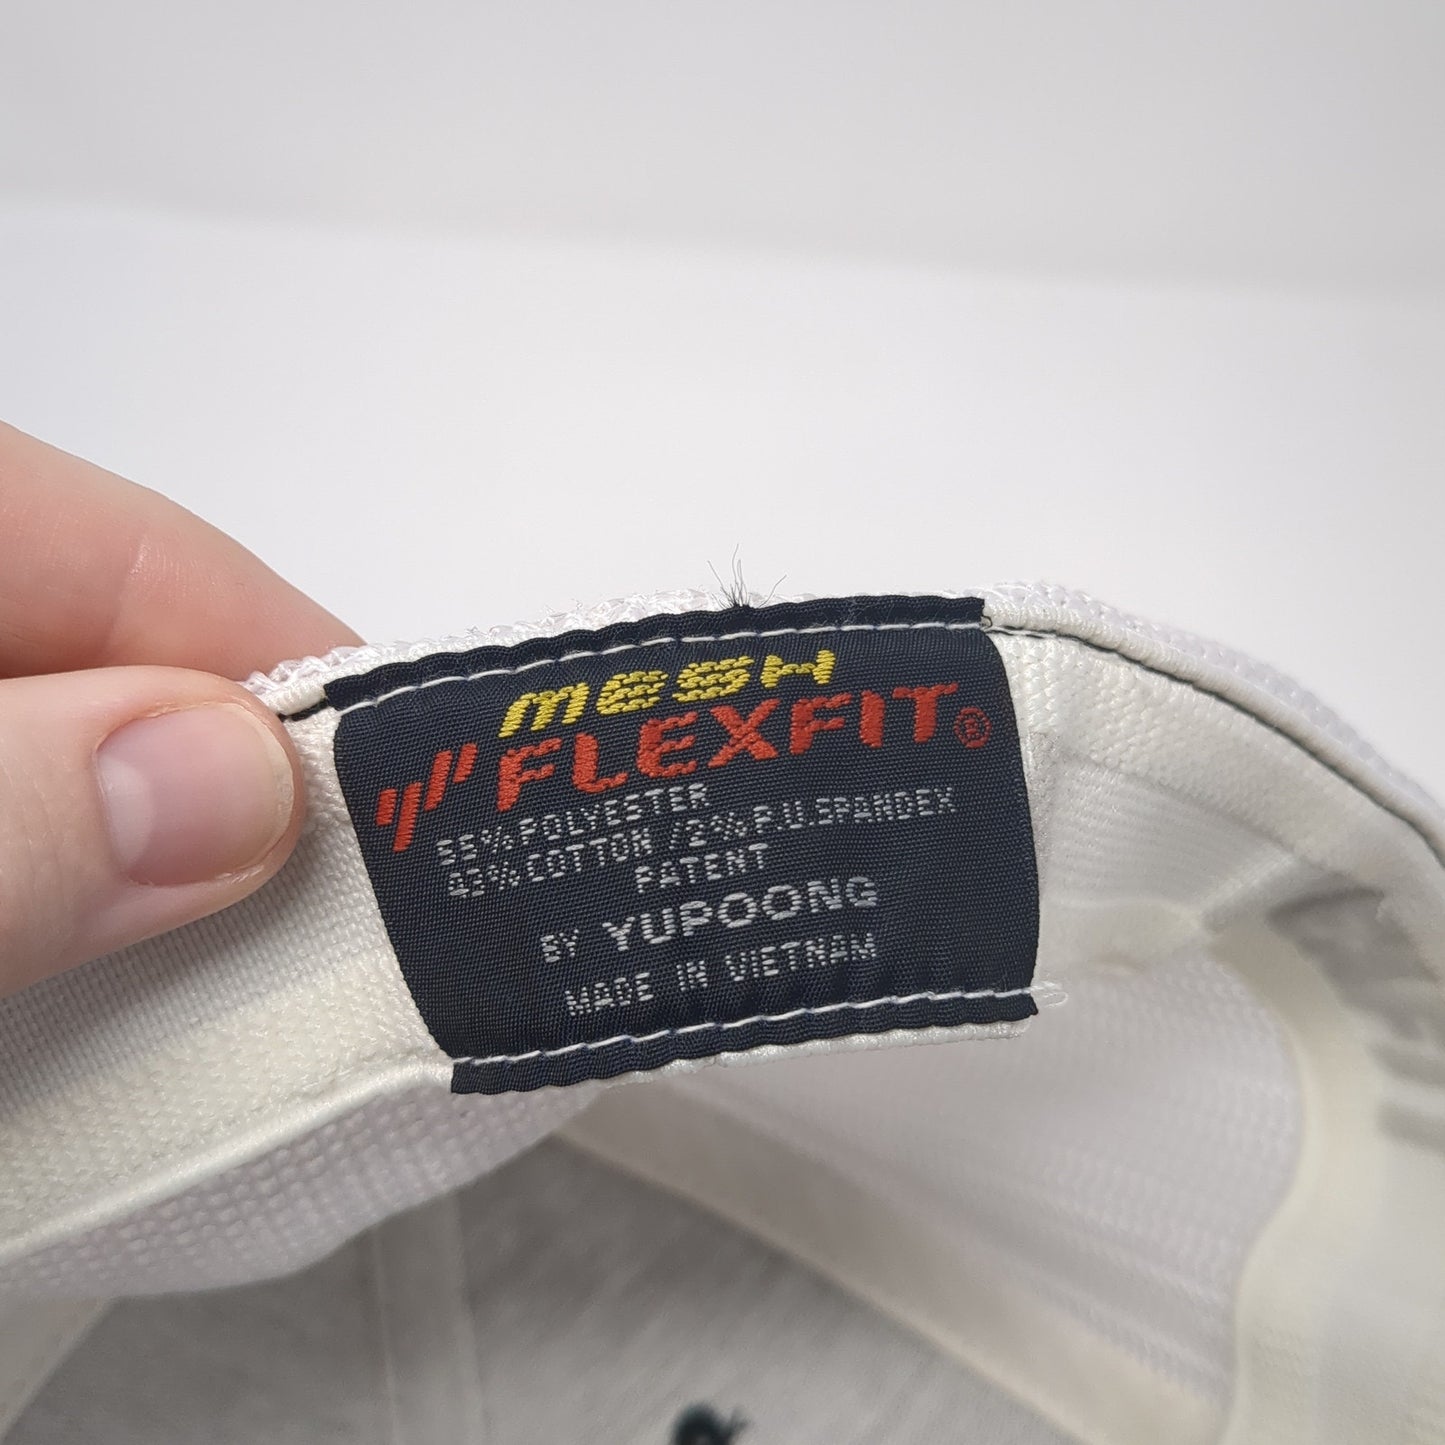 MESH
FLEXFIT®
55% POLYESTER
43% COTTON / 2% P.U. SPANDEX
PATENT
BY YUPOONG
MADE IN VIETNAM